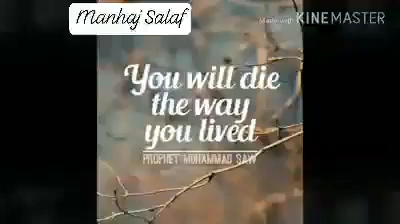 Manhaj Salaf
Made with KINEMASTER
You will die
the way
you lived
PROPHET MUHAMMAD SAW